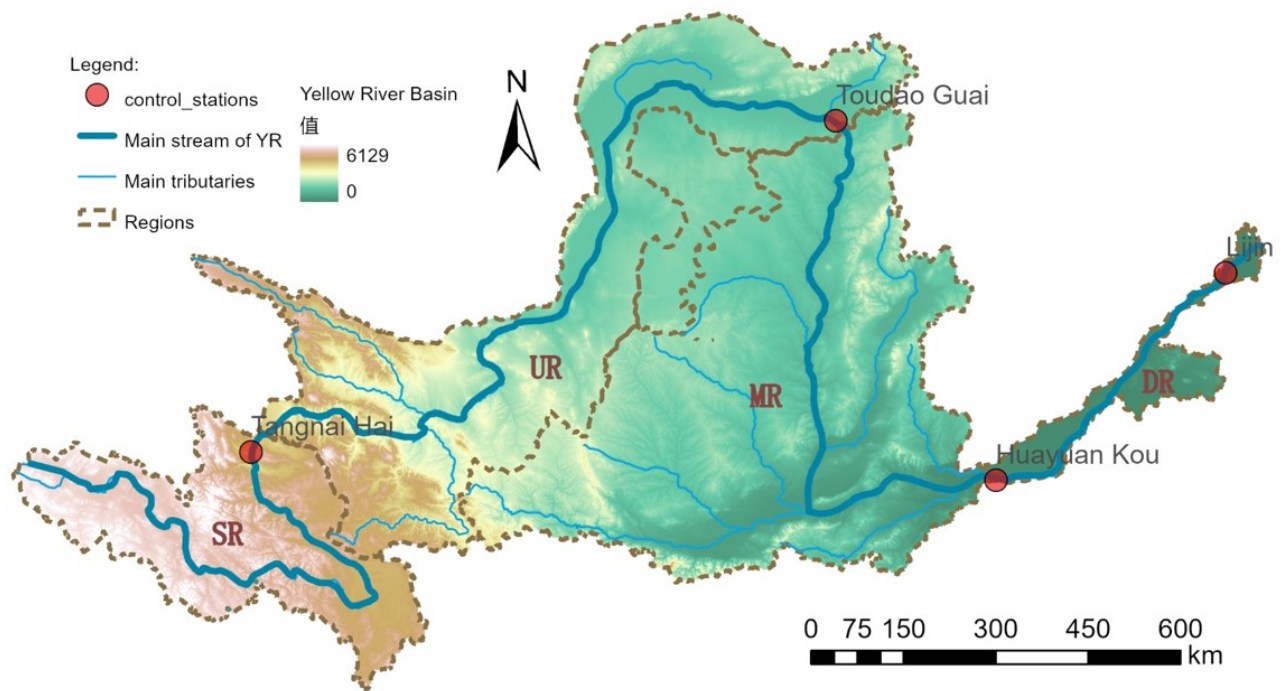 Legend:
control_stations
Main stream of YR
Main tributaries
Regions
Yellow River Basin
值
6129
0
N
Toudao Guai
Lijin
UR
MR
DR
Tangnai Hai
Huayuan Kou
SR
0 75 150 300 450 600
km